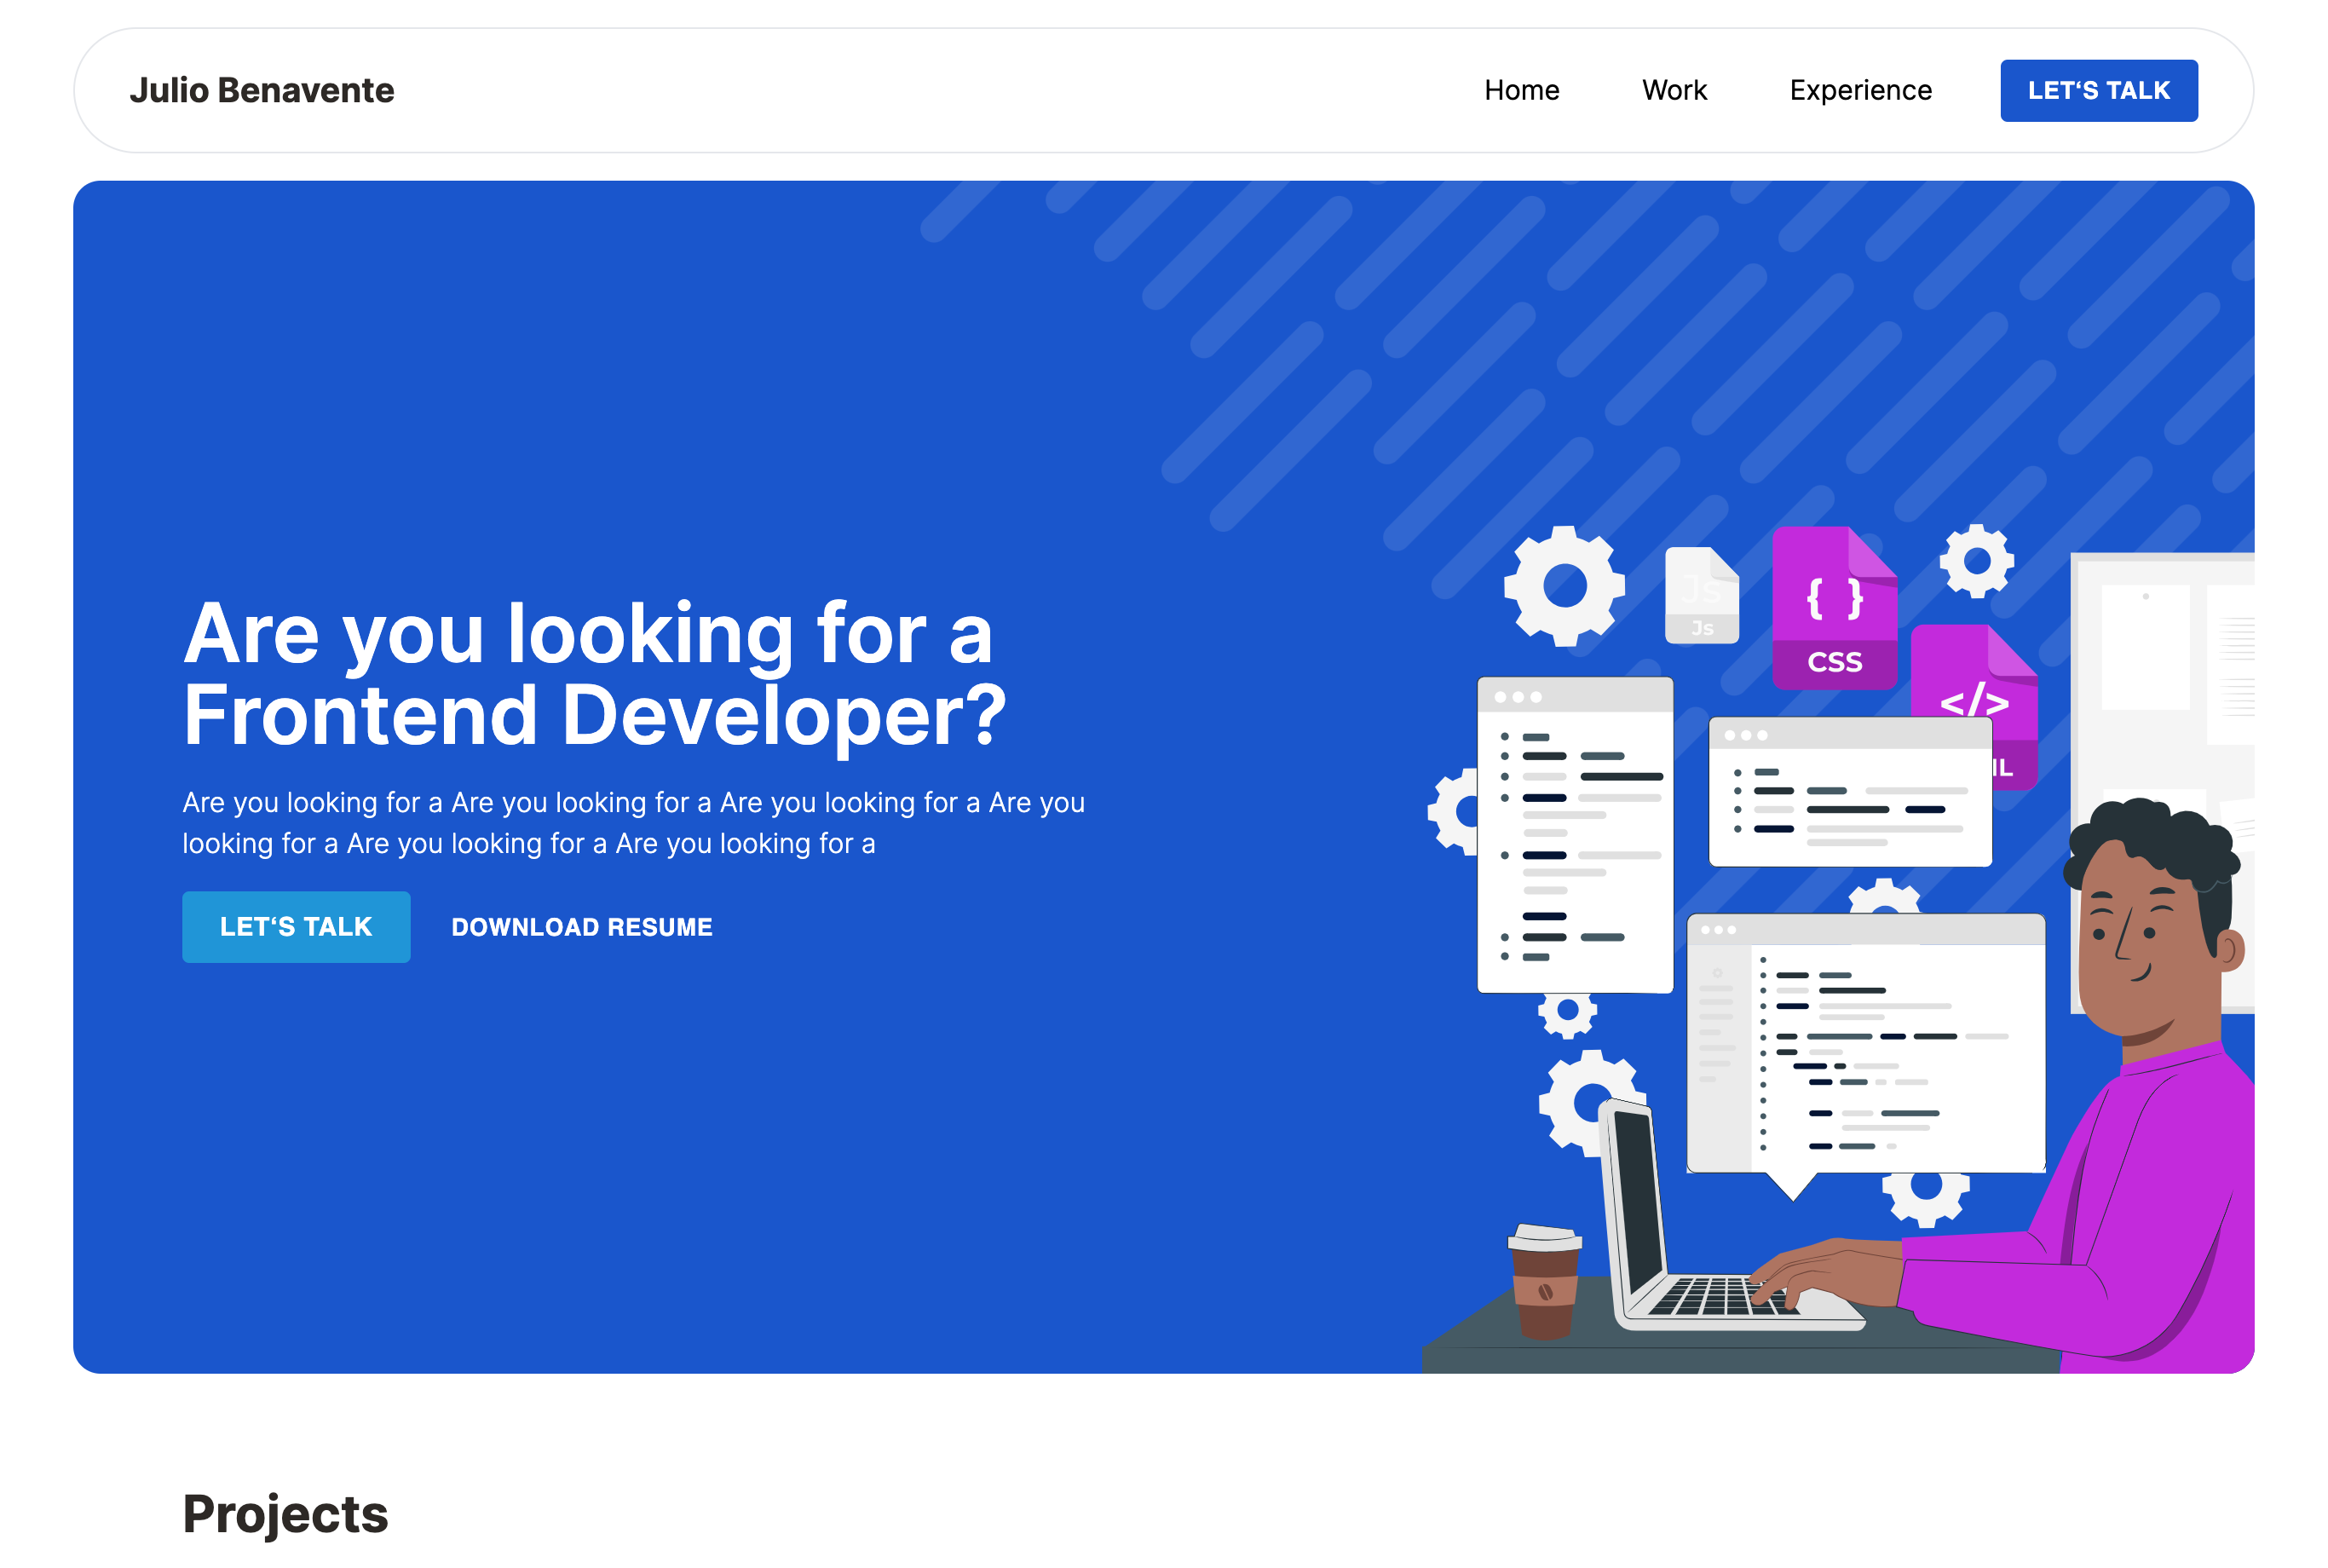 Julio Benavente
Home
Work
Experience
LET‘S TALK
Are you looking for a
Frontend Developer?
Are you looking for a Are you looking for a Are you looking for a Are you
looking for a Are you looking for a Are you looking for a
LET‘S TALK
DOWNLOAD RESUME
Js
Js
{ }
CSS
</>
IL
Projects